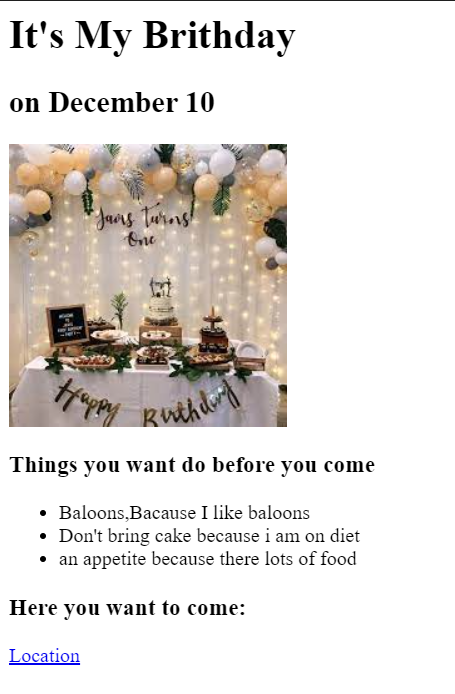 It's My Brithday
on December 10
Turns
One
Happy Birthday
Things you want do before you come
Baloons,Bacause I like baloons
Don't bring cake because i am on diet
an appetite because there lots of food
Here you want to come:
Location